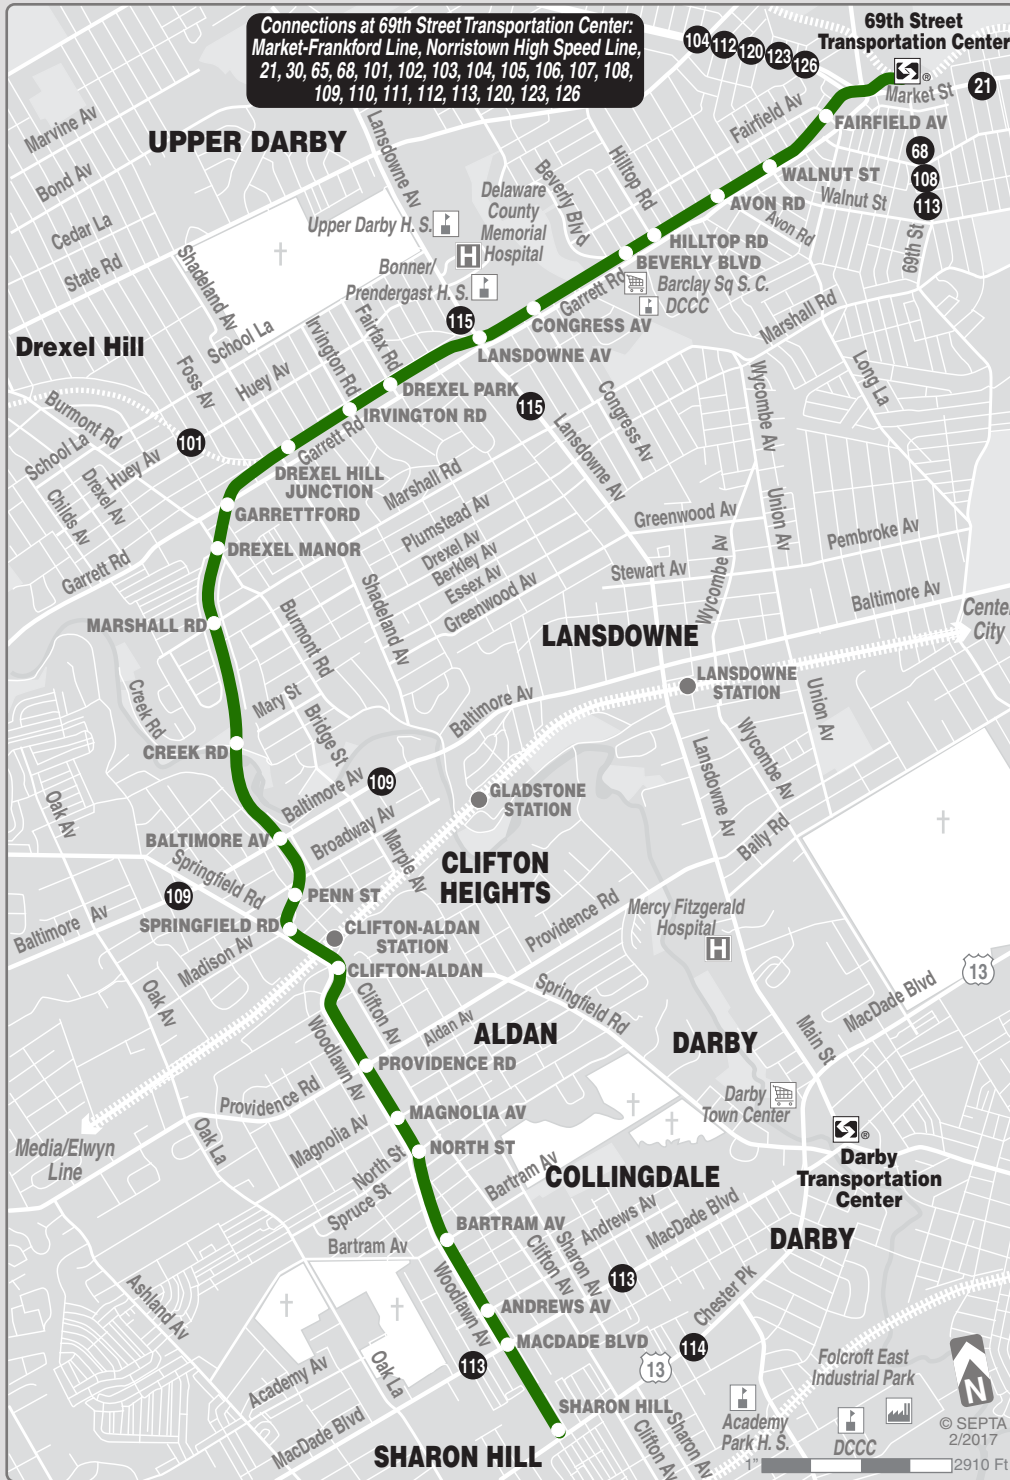 Connections at 69th Street Transportation Center:
Market-Frankford Line, Norristown High Speed Line,
21, 30, 65, 68, 101, 102, 103, 104, 105, 106, 107, 108,
109, 110, 111, 112, 113, 120, 123, 126
69th Street
Transportation Center
104
112
120
123
126
®
Market St
21
Marvine Av
UPPER DARBY
Lansdowne Av
Fairfield Av
FAIRFIELD AV
Bond Av
Beverly Blvd
Hilltop Rd
68
WALNUT ST
108
Delaware
County
Memorial
Hospital
H
Walnut St
113
AVON RD
Avon Rd
69th St
Upper Darby H. S.
Cedar La
State Rd
Shadeland Av
HILLTOP RD
BEVERLY BLVD
Bonner/
Prendergast H. S.
Garrett Rd
Barclay Sq S. C.
DCCC
Marshall Rd
115
CONGRESS AV
LANSDOWNE AV
Drexel Hill
School La
Irvington Rd
Fairfax Rd
Foss Av
Huey Av
DREXEL PARK
IRVINGTON RD
115
Wycombe Av
Long La
Congress Av
Lansdowne Av
Burmont Rd
School La
Huey Av
101
Garrett Rd
DREXEL HILL
JUNCTION
Marshall Rd
Drexel Av
Childs Av
GARRETTFORD
Plumstead Av
Greenwood Av
Union Av
Pembroke Av
DREXEL MANOR
Drexel Av
Berkley Av
Essex Av
Greenwood Av
Garrett Rd
Stewart Av
Wycombe Av
Baltimore Av
Shadeland Av
Burmont Rd
MARSHALL RD
LANSDOWNE
Center
City
LANSDOWNE
STATION
Creek Rd
Mary St
Bridge St
Baltimore Av
Union Av
Wycombe Av
Lansdowne Av
CREEK RD
Baltimore Av
109
GLADSTONE
STATION
Oak Av
BALTIMORE AV
Broadway Av
Marple Av
Baily Rd
Springfield Rd
CLIFTON
HEIGHTS
109
PENN ST
Providence Rd
Mercy Fitzgerald
Hospital
H
Baltimore Av
SPRINGFIELD RD
CLIFTON-ALDAN
STATION
Madison Av
CLIFTON-ALDAN
13
Oak Av
Clifton Av
Springfield Rd
MacDade Blvd
Woodlawn Av
Aldan Av
ALDAN
DARBY
Main St
PROVIDENCE RD
Providence Rd
Darby
Town Center
MAGNOLIA AV
Oak La
Magnolia Av
®
Media/Elwyn
Line
North St
NORTH ST
Darby
Transportation
Center
Spruce St
Bartram Av
COLLINGDALE
Andrews Av
MacDade Blvd
BARTRAM AV
Bartram Av
DARBY
Clifton Av
Sharon Av
113
Chester Pk
Woodlawn Av
Ashland Av
ANDREWS AV
MACDADE BLVD
114
113
13
Academy Av
Oak La
Folcroft East
Industrial Park
N
SHARON HILL
MacDade Blvd
Clifton Av
Sharon Av
Academy
Park H. S.
DCCC
© SEPTA
2/2017
SHARON HILL
1"
2910 Ft